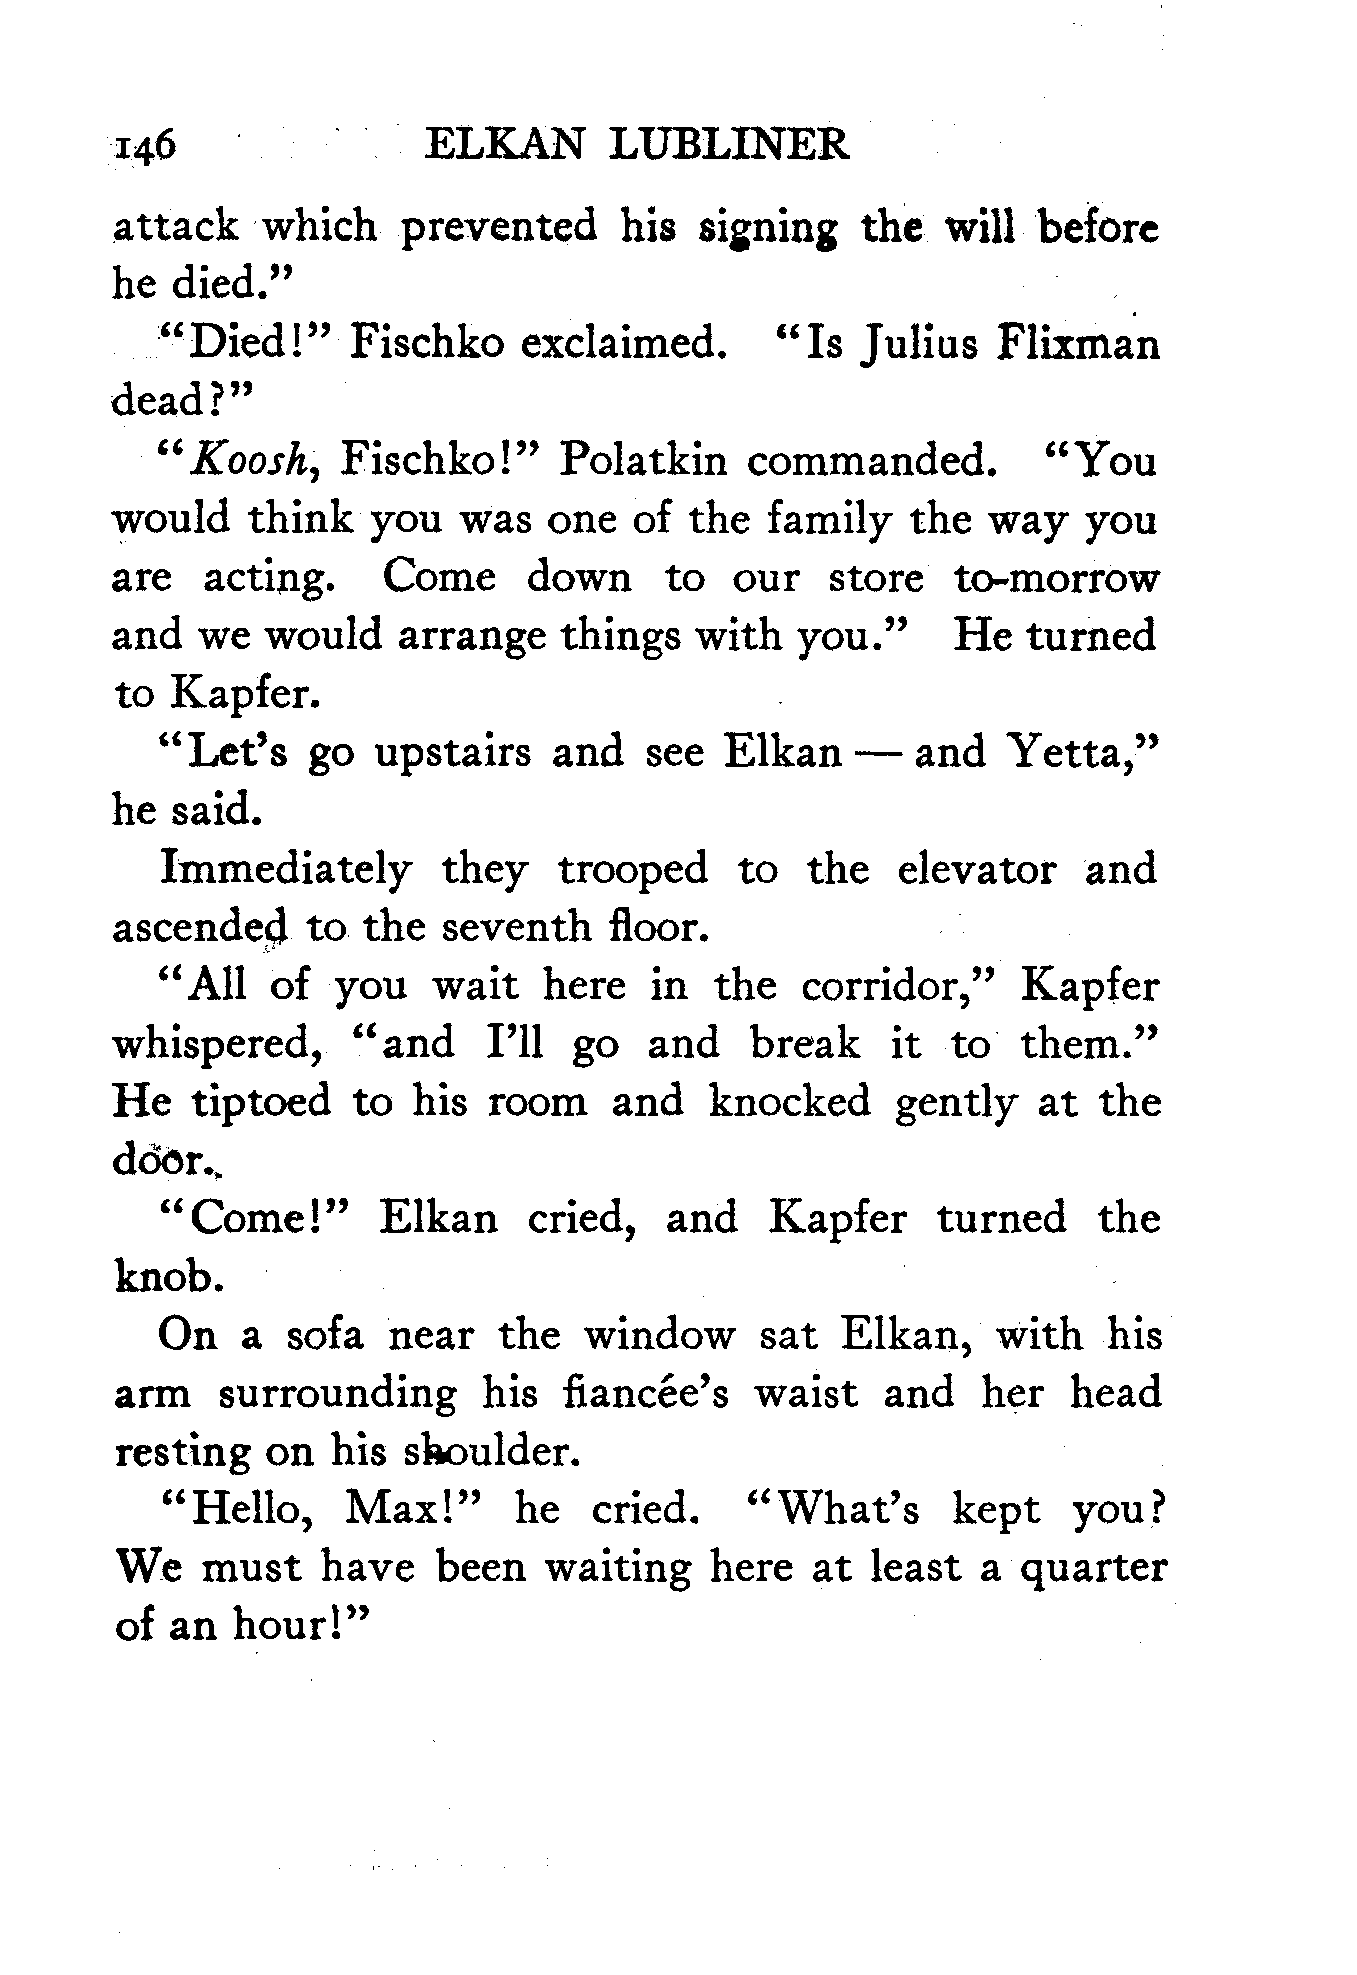 146 ELKAN LUBLINER
attack which prevented his signing the will before
he died."
"Died!" Fischko exclaimed. "Is Julius Flixman
dead?"
"Koosh, Fischko!" Polatkin commanded. "You
would think you was one of the family the way you
are acting. Come down to our store to-morrow
and we would arrange things with you." He turned
to Kapfer.
"Let's go upstairs and see Elkan — and Yetta,"
he said.
Immediately they trooped to the elevator and
ascended to the seventh floor.
"All of you wait here in the corridor," Kapfer
whispered, "and I'll go and break it to them."
He tiptoed to his room and knocked gently at the
door.
"Come!" Elkan cried, and Kapfer turned the
knob.
On a sofa near the window sat Elkan, with his
arm surrounding his fiancée's waist and her head
resting on his shoulder.
"Hello, Max!" he cried. "What's kept you?
We must have been waiting here at least a quarter
of an hour!"